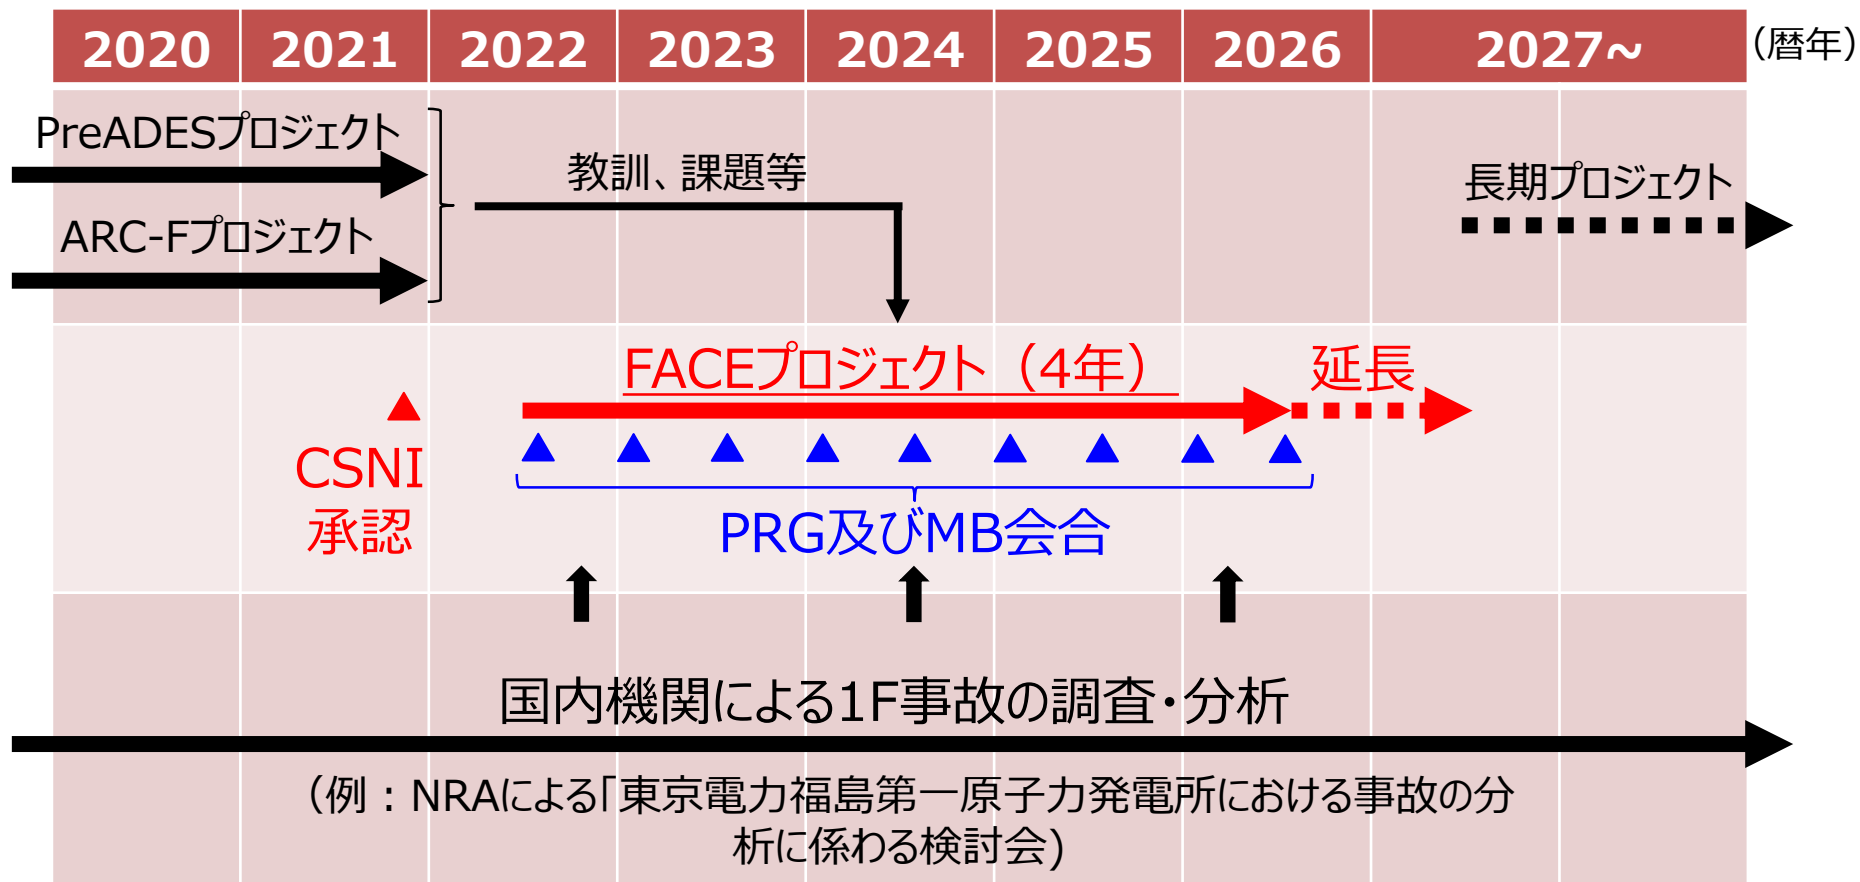 2020 2021 2022 2023 2024 2025 2026 2027~ (暦年)
PreADESプロジェクト
教訓、課題等
長期プロジェクト
ARC-Fプロジェクト
FACEプロジェクト（4年） 延長
CSNI
承認
PRG及びMB会合
国内機関による1F事故の調査・分析
（例：NRAによる「東京電力福島第一原子力発電所における事故の分
析に係わる検討会)